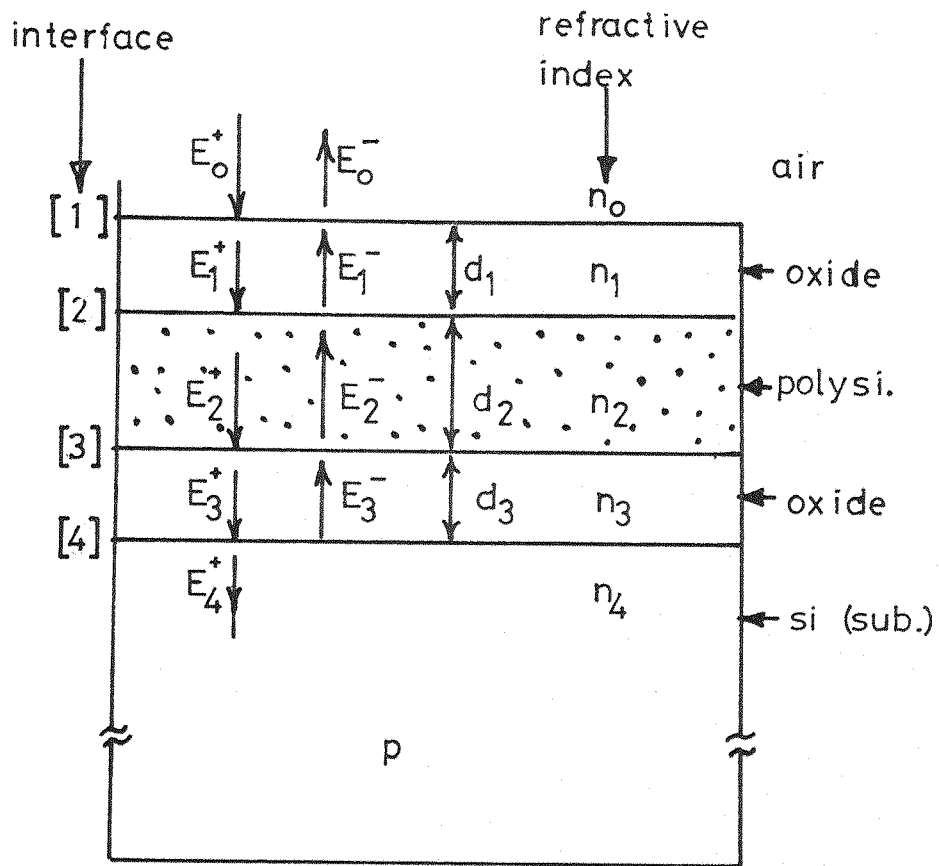 interface
refractive
index
E₀⁺
E₀⁻
air
n₀
[1]
E₁⁺
E₁⁻
d₁
n₁
oxide
[2]
E₂⁺
E₂⁻
d₂
n₂
polysi.
[3]
E₃⁺
E₃⁻
d₃
n₃
oxide
[4]
E₄⁺
n₄
si (sub.)
p